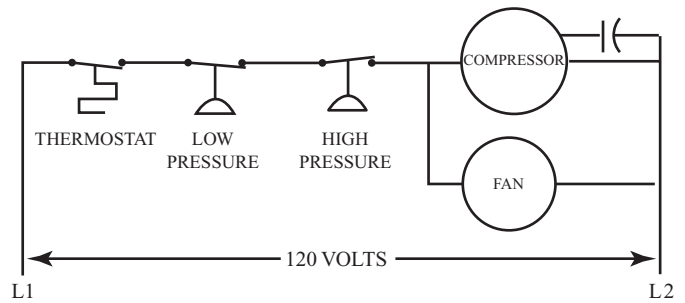 COMPRESSOR
THERMOSTAT
LOW
PRESSURE
HIGH
PRESSURE
FAN
120 VOLTS
L1
L2